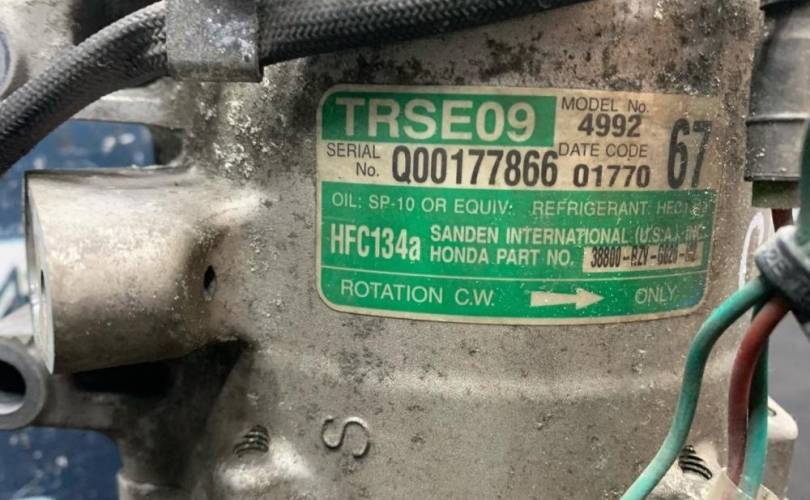 TRSE09
MODEL No.
4992
67
SERIAL No.
Q00177866
DATE CODE
01770
OIL: SP-10 OR EQUIV: REFRIGERANT:
HFC134a
SANDEN INTERNATIONAL (U.S.A.), INC.
HONDA PART NO.
ROTATION C.W. ONLY
S